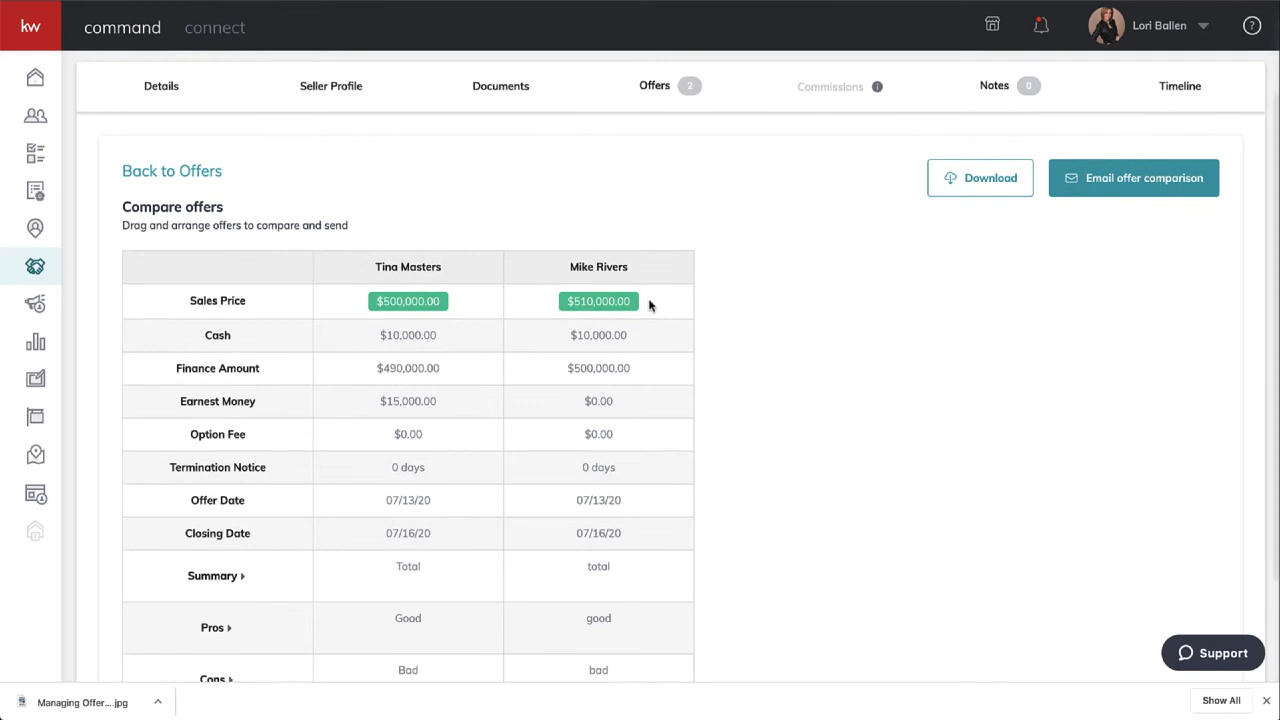 kw command connect Lori Ballen ?
Details Seller Profile Documents Offers 2 Commissions i Notes 0 Timeline
Back to Offers
Download Email offer comparison
Compare offers
Drag and arrange offers to compare and send
Tina Masters Mike Rivers
Sales Price $500,000.00 $510,000.00
Cash $10,000.00 $10,000.00
Finance Amount $490,000.00 $500,000.00
Earnest Money $15,000.00 $0.00
Option Fee $0.00 $0.00
Termination Notice 0 days 0 days
Offer Date 07/13/20 07/13/20
Closing Date 07/16/20 07/16/20
Summary Total total
Pros Good good
Cons Bad bad
Support
Managing Offer....jpg Show All